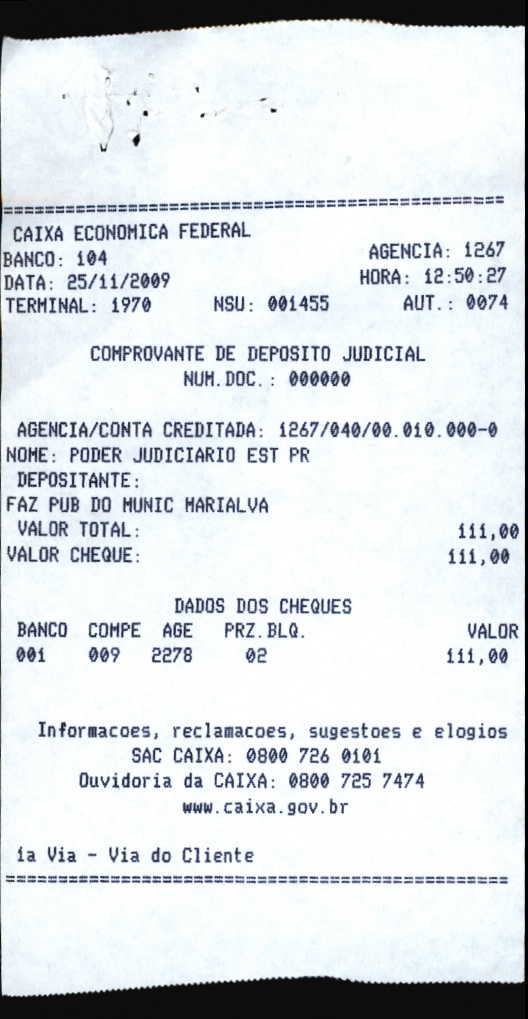 ================================================
CAIXA ECONOMICA FEDERAL
BANCO: 104 AGENCIA: 1267
DATA: 25/11/2009 HORA: 12:50:27
TERMINAL: 1970 NSU: 001455 AUT.: 0074
COMPROVANTE DE DEPOSITO JUDICIAL
NUM.DOC.: 000000
AGENCIA/CONTA CREDITADA: 1267/040/00.010.000-0
NOME: PODER JUDICIARIO EST PR
DEPOSITANTE:
FAZ PUB DO MUNIC MARIALVA
VALOR TOTAL: 111,00
VALOR CHEQUE: 111,00
DADOS DOS CHEQUES
BANCO COMPE AGE PRZ.BLQ. VALOR
001 009 2278 02 111,00
Informacoes, reclamacoes, sugestoes e elogios
SAC CAIXA: 0800 726 0101
Ouvidoria da CAIXA: 0800 725 7474
www.caixa.gov.br
1a Via - Via do Cliente
================================================